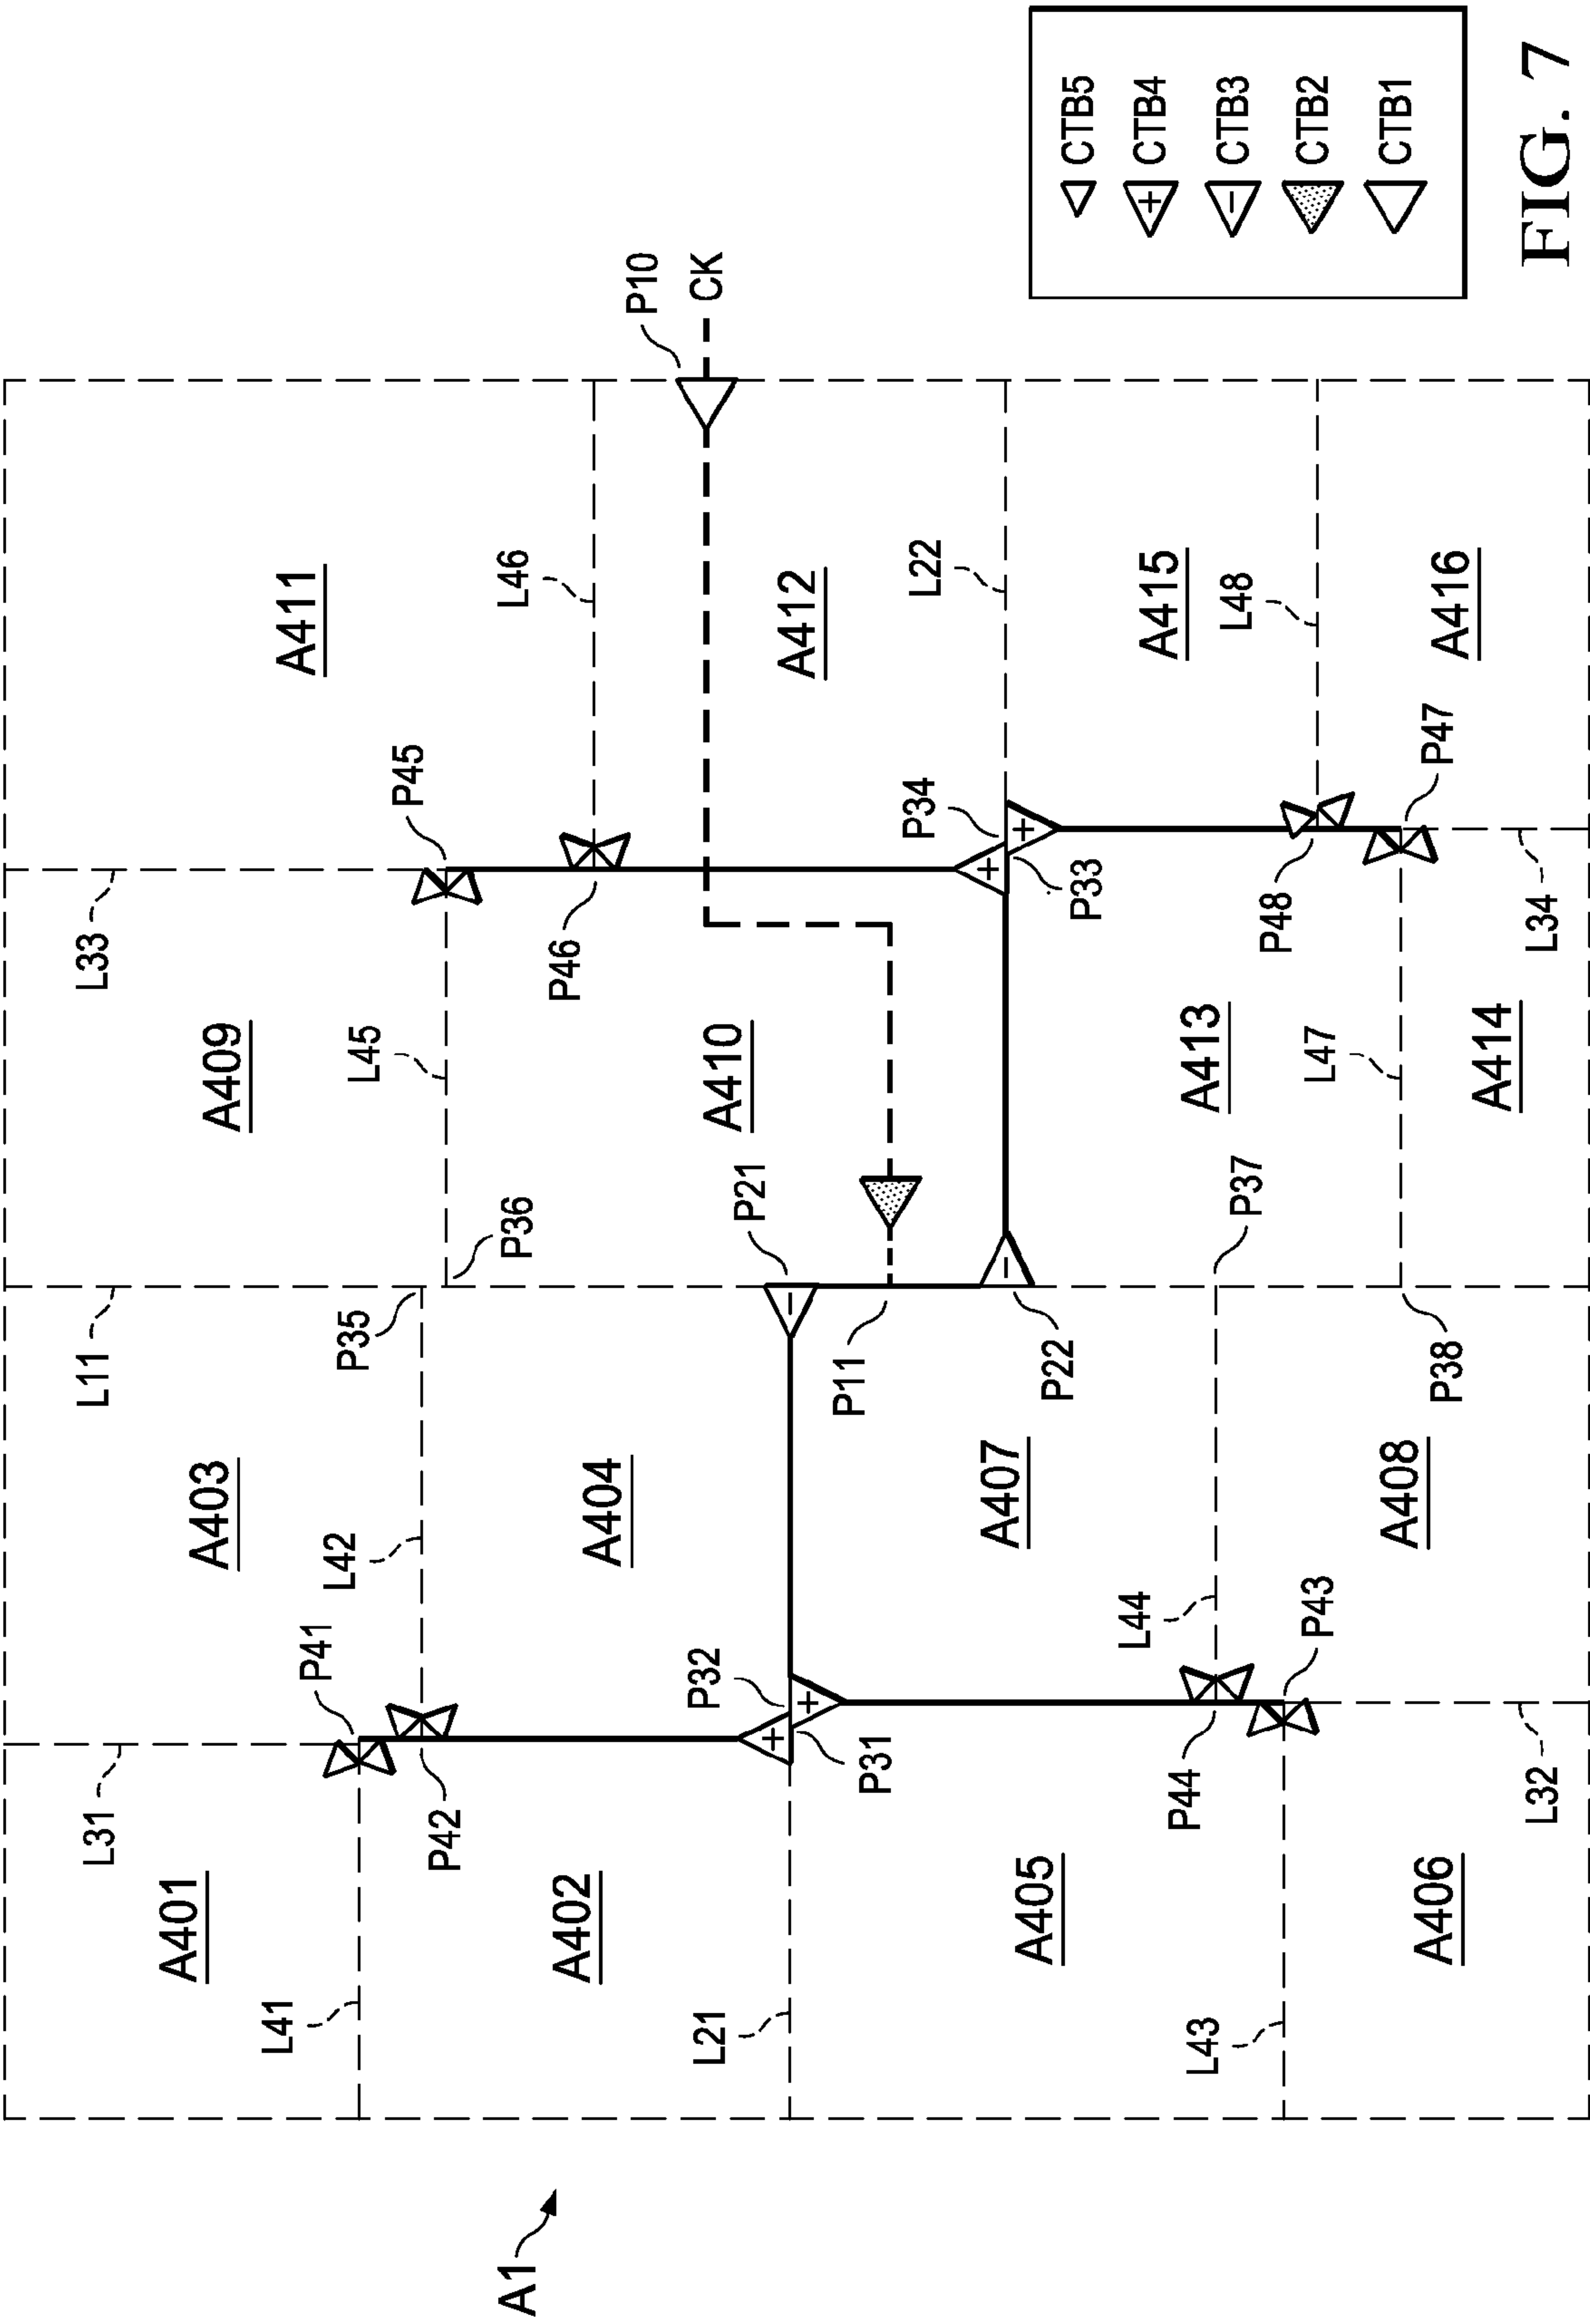 A1
L31
A401
L41
P41
P42
A402
L21
A403
L42
P35
L11
P36
A404
P32
P31
A409
L33
L45
P45
P46
A410
P21
P11
A411
L46
A412
P10
CK
L22
P34
P33
P22
A405
L43
A406
P44
P43
L32
A407
L44
A408
P38
P37
A413
L47
A414
P48
L34
P47
A415
L48
A416
CTB5
+ CTB4
− CTB3
CTB2
CTB1
+
+
+
+
−
−
FIG. 7